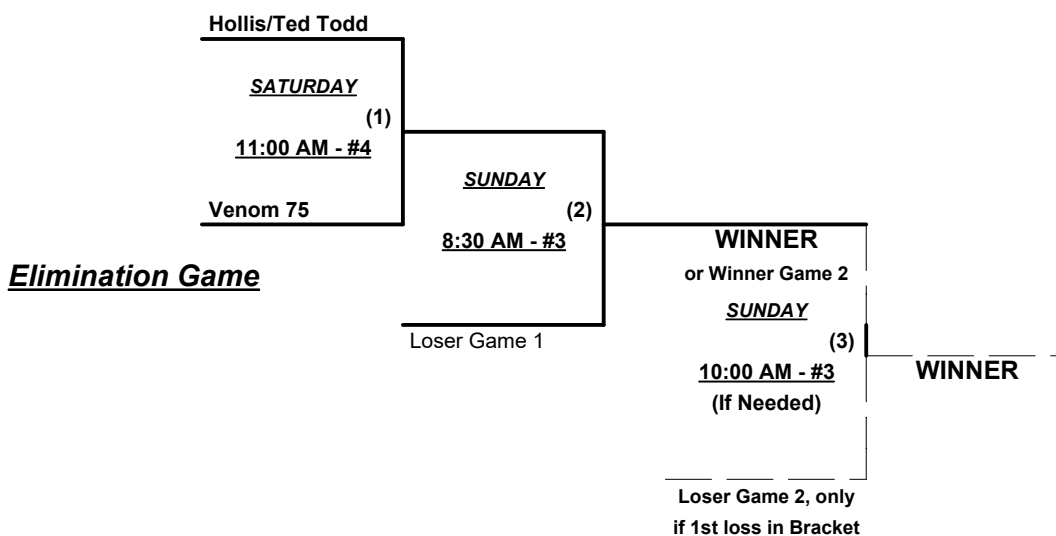 Hollis/Ted Todd
SATURDAY
(1)
11:00 AM - #4
Venom 75
SUNDAY
(2)
8:30 AM - #3
Elimination Game
Loser Game 1
WINNER
or Winner Game 2
SUNDAY
(3)
10:00 AM - #3
(If Needed)
WINNER
Loser Game 2, only
if 1st loss in Bracket